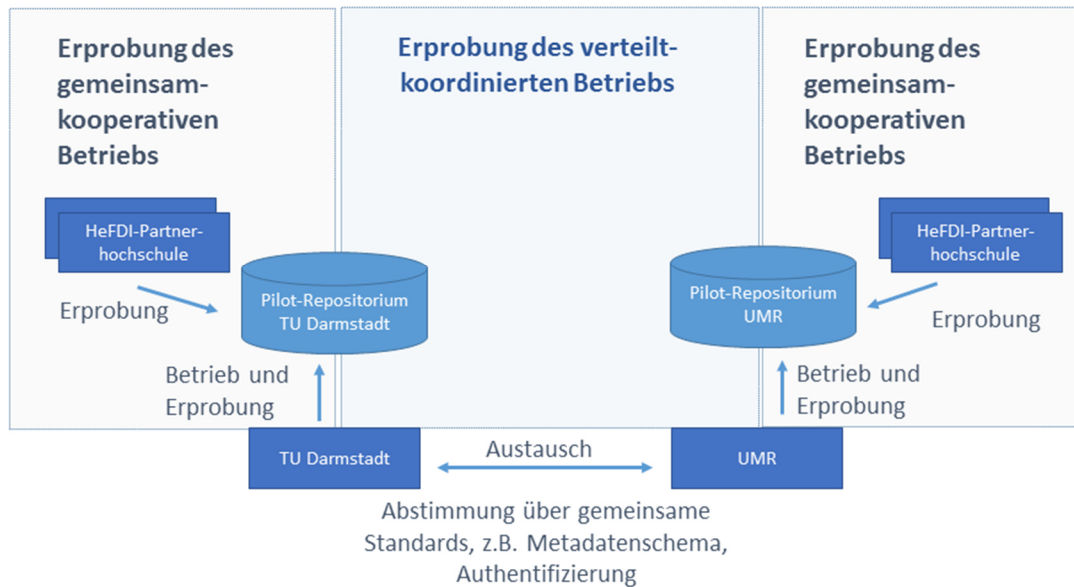 Erprobung des
gemeinsam-
kooperativen
Betriebs
Erprobung des verteilt-
koordinierten Betriebs
Erprobung des
gemeinsam-
kooperativen
Betriebs
HeFDI-Partner-
hochschule
HeFDI-Partner-
hochschule
Pilot-Repositorium
TU Darmstadt
Pilot-Repositorium
UMR
Erprobung
Erprobung
Betrieb und
Erprobung
Betrieb und
Erprobung
TU Darmstadt
Austausch
UMR
Abstimmung über gemeinsame
Standards, z.B. Metadatenschema,
Authentifizierung